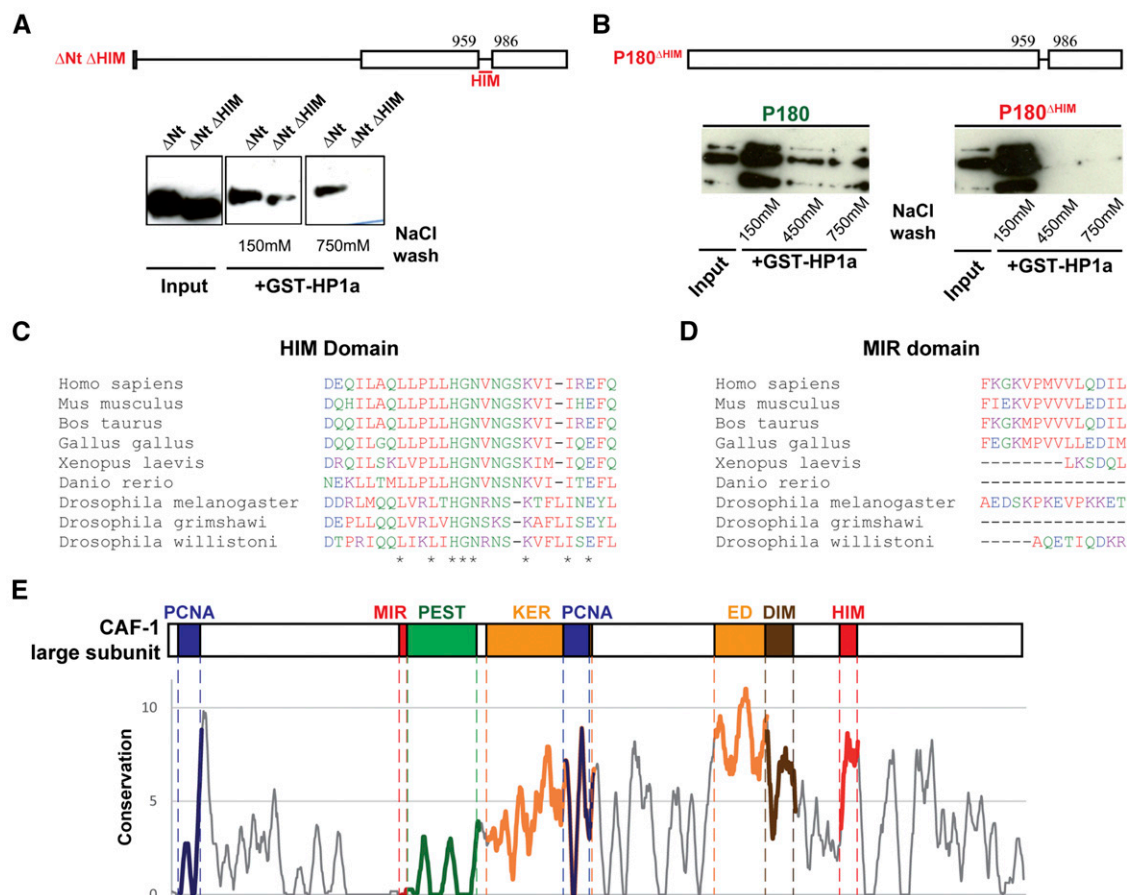 A
959 986
ΔNt ΔHIM
HIM
ΔNt ΔNt ΔHIM ΔNt ΔNt ΔHIM ΔNt ΔNt ΔHIM
150mM 750mM NaCl wash
Input +GST-HP1a
B
959 986
P180ΔHIM
P180 P180ΔHIM
150mM 450mM 750mM NaCl wash 150mM 450mM 750mM
Input +GST-HP1a Input +GST-HP1a
C
HIM Domain
Homo sapiens DEQILAQLLPLLHGNVNGSKVI-IREFQ
Mus musculus DQHILAQLLPLLHGNVNGSKVI-IHEFQ
Bos taurus DQQILAQLLPLLHGNVNGSKVI-IREFQ
Gallus gallus DQQILGQLLPLLHGNVNGSKVI-IQEFQ
Xenopus laevis DRQILSKLVPLLHGNVNGSKIM-IQEFQ
Danio rerio NEKLLTMLLPLLHGNVNSNKVI-ITEFL
Drosophila melanogaster DDRLMQQLVRLTHGNRNS-KTFLINEYL
Drosophila grimshawi DEPLLQQLVRLVHGNSKS-KAFLISEYL
Drosophila willistoni DTPRIQQLIKLIHGNRNS-KVFLISEFL
* * *** * * *
D
MIR domain
Homo sapiens FKGKVPMVVLQDIL
Mus musculus FIEKVPVVVLEDIL
Bos taurus FKGKMPVVVLQDIL
Gallus gallus FEGKMPVVLLEDIM
Xenopus laevis --------LKSDQL
Danio rerio --------------
Drosophila melanogaster AEDSKPKEVPKKET
Drosophila grimshawi --------------
Drosophila willistoni -----AQETIQDKR
E
PCNA MIR PEST KER PCNA ED DIM HIM
CAF-1
large subunit
10
5
0
Conservation